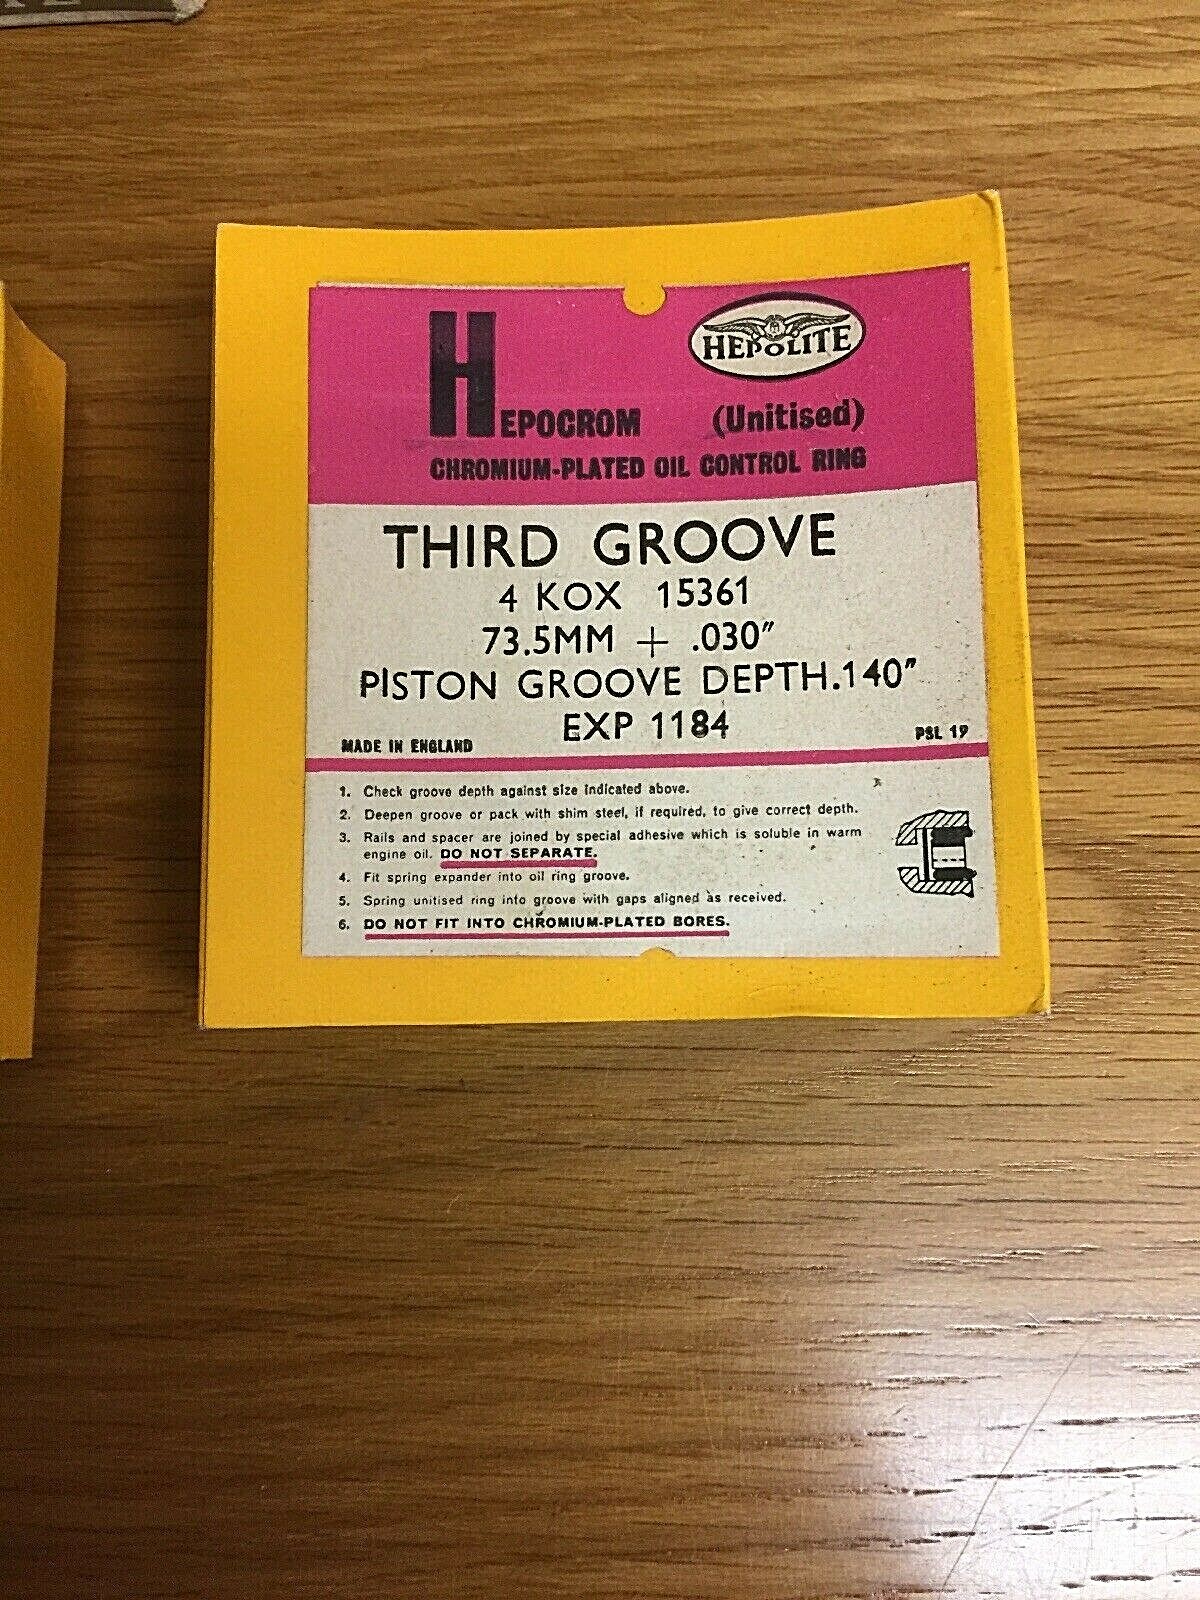 HEPOLITE
HEPOCROM (Unitised)
CHROMIUM-PLATED OIL CONTROL RING
THIRD GROOVE
4 KOX 15361
73.5MM + .030"
PISTON GROOVE DEPTH.140"
EXP 1184
MADE IN ENGLAND
PSL 19
1. Check groove depth against size indicated above.
2. Deepen groove or pack with shim steel, if required, to give correct depth.
3. Rails and spacer are joined by special adhesive which is soluble in warm
engine oil. DO NOT SEPARATE.
4. Fit spring expander into oil ring groove.
5. Spring unitised ring into groove with gaps aligned as received.
6. DO NOT FIT INTO CHROMIUM-PLATED BORES.